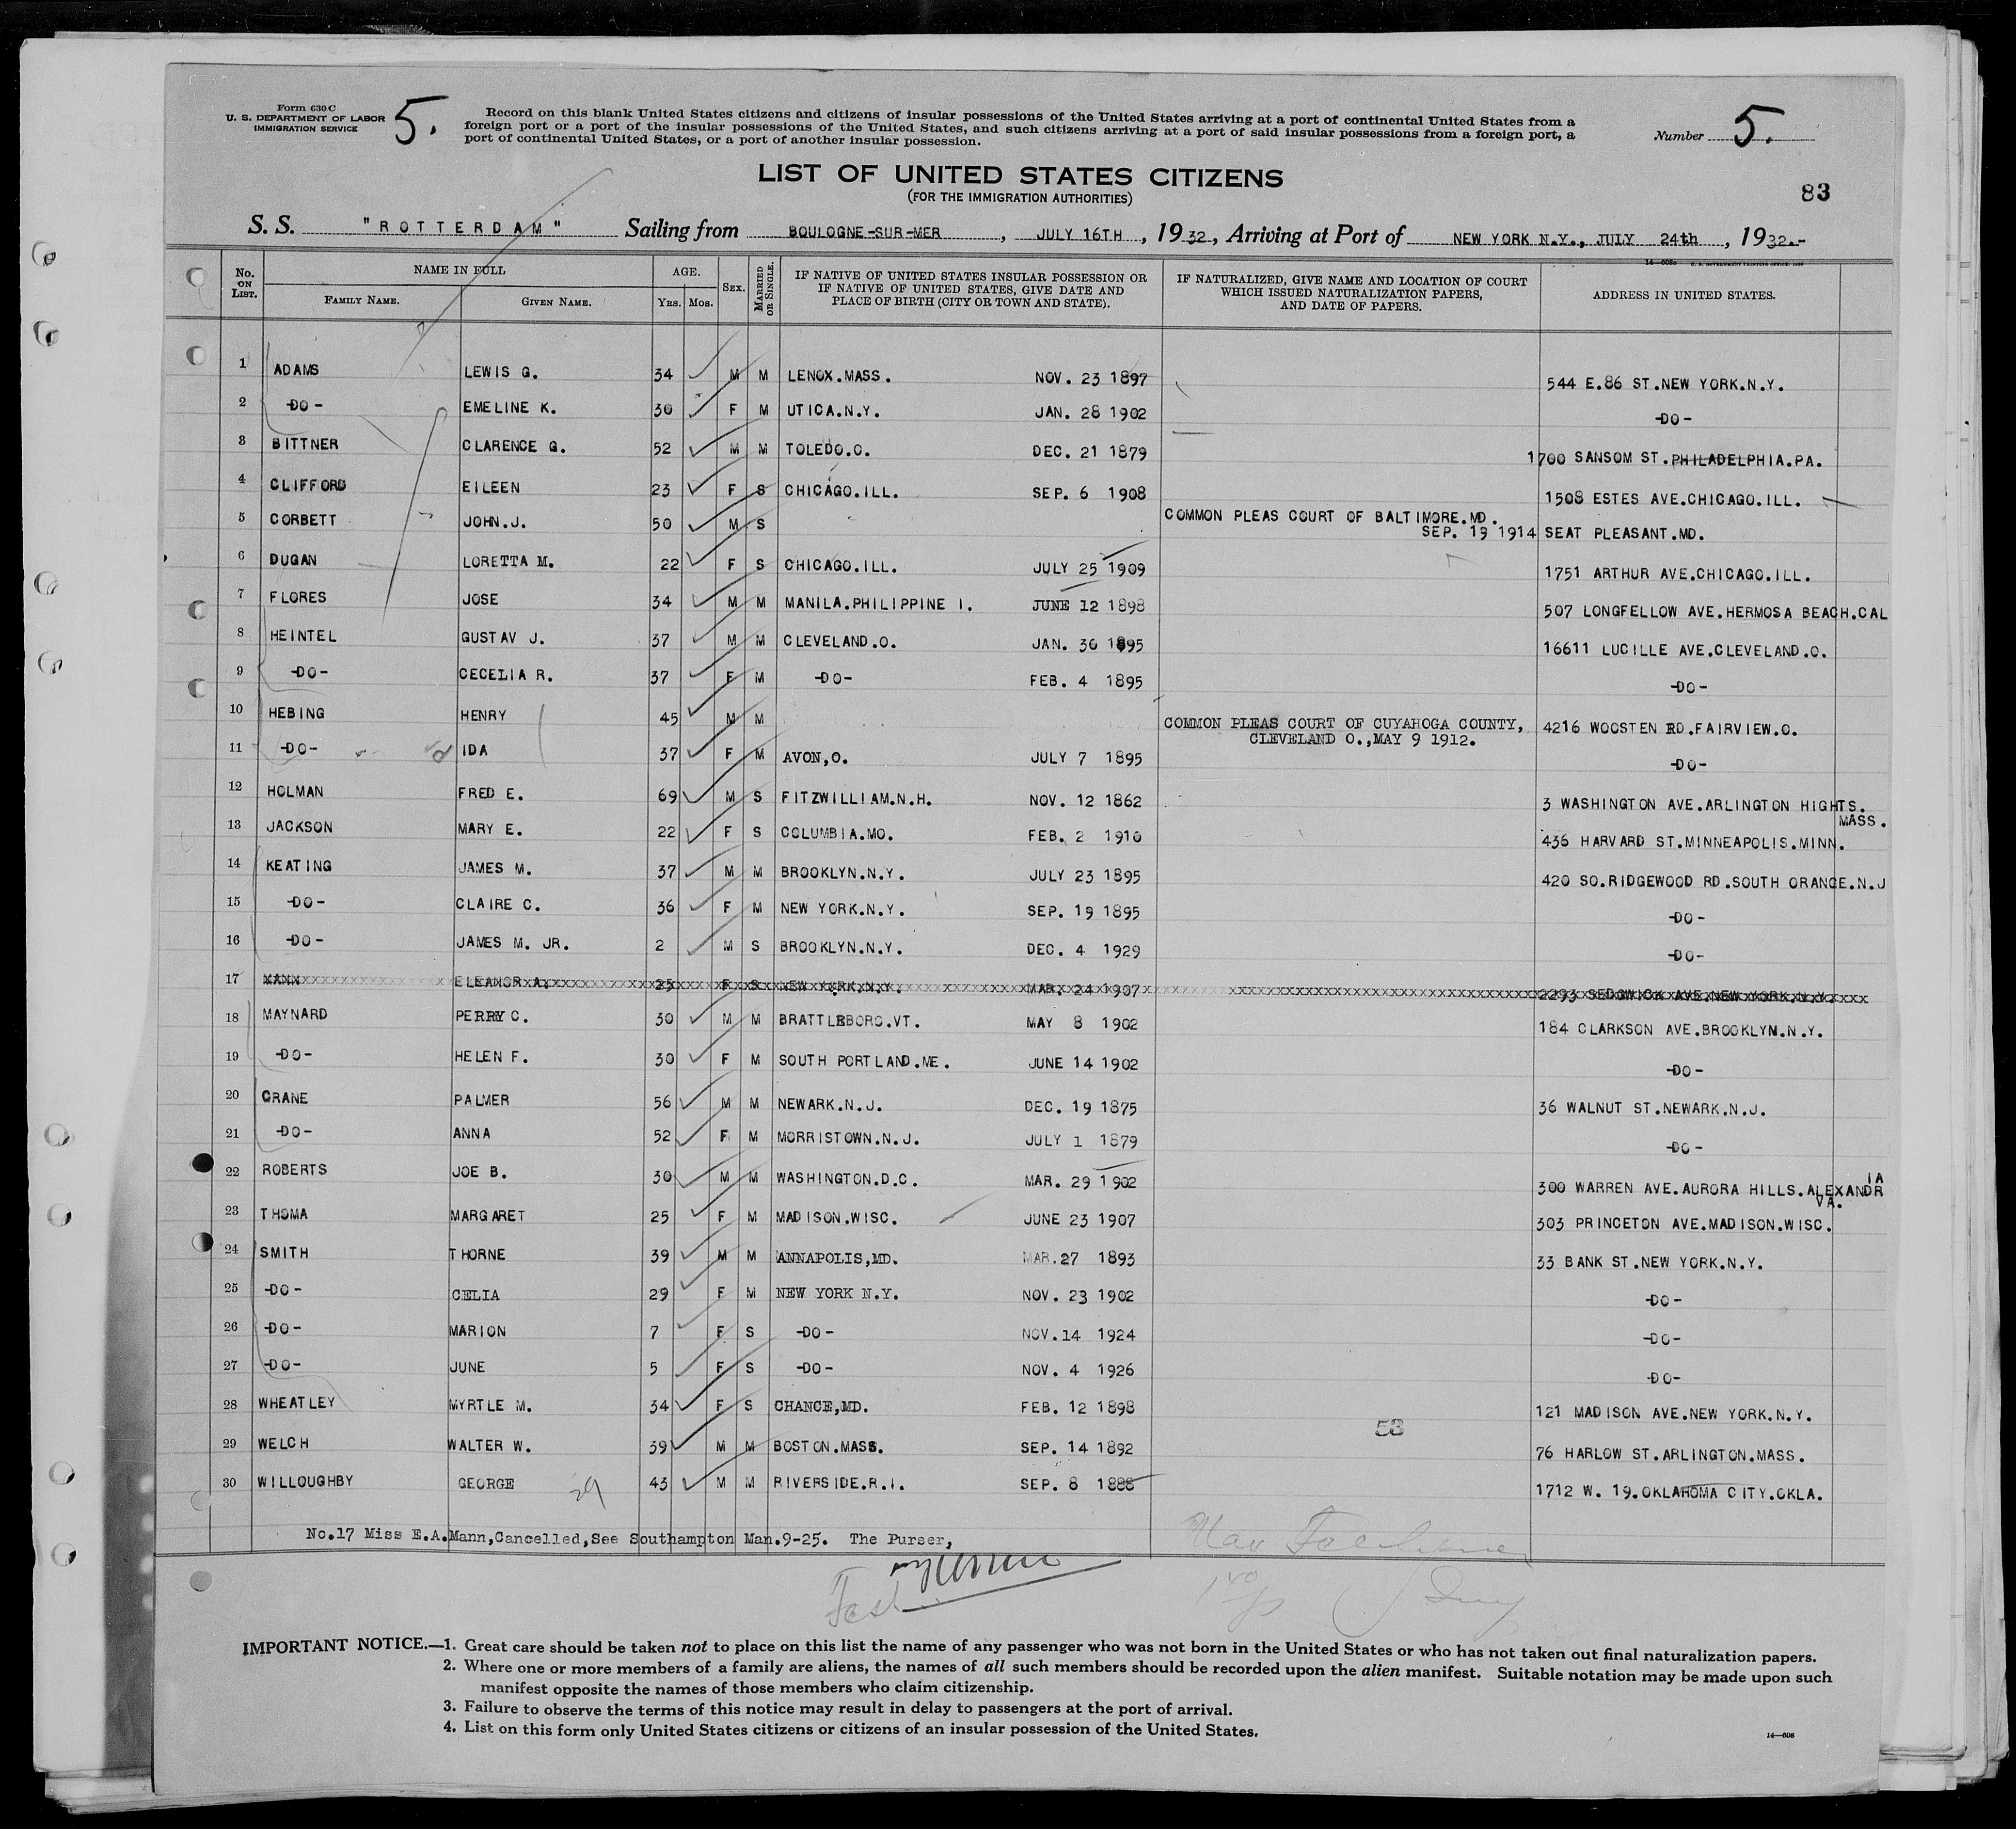 Form 630 C
U. S. DEPARTMENT OF LABOR
IMMIGRATION SERVICE
5.
Record on this blank United States citizens and citizens of insular possessions of the United States arriving at a port of continental United States from a
foreign port or a port of the insular possessions of the United States, and such citizens arriving at a port of said insular possessions from a foreign port, a
port of continental United States, or a port of another insular possession.
Number 5.
LIST OF UNITED STATES CITIZENS
(FOR THE IMMIGRATION AUTHORITIES)
83
S. S. "ROTTERDAM" Sailing from BOULOGNE-SUR-MER, JULY 16TH, 1932, Arriving at Port of NEW YORK N.Y., JULY 24th, 1932.-
No. ON LIST. NAME IN FULL FAMILY NAME. GIVEN NAME. AGE. YRS. MOS. SEX. MARRIED OR SINGLE. IF NATIVE OF UNITED STATES INSULAR POSSESSION OR IF NATIVE OF UNITED STATES, GIVE DATE AND PLACE OF BIRTH (CITY OR TOWN AND STATE). IF NATURALIZED, GIVE NAME AND LOCATION OF COURT WHICH ISSUED NATURALIZATION PAPERS, AND DATE OF PAPERS. ADDRESS IN UNITED STATES.
1 ADAMS LEWIS G. 34 M M LENOX.MASS. NOV. 23 1897 544 E.86 ST.NEW YORK.N.Y.
2 -DO- EMELINE K. 30 F M UTICA.N.Y. JAN. 28 1902 -DO-
3 BITTNER CLARENCE G. 52 M M TOLEDO.O. DEC. 21 1879 1700 SANSOM ST.PHILADELPHIA.PA.
4 CLIFFORD EILEEN 23 F S CHICAGO.ILL. SEP. 6 1908 1508 ESTES AVE.CHICAGO.ILL.
5 CORBETT JOHN.J. 50 M S COMMON PLEAS COURT OF BALTIMORE.MD. SEP. 19 1914 SEAT PLEASANT.MD.
6 DUGAN LORETTA M. 22 F S CHICAGO.ILL. JULY 25 1909 1751 ARTHUR AVE.CHICAGO.ILL.
7 FLORES JOSE 34 M M MANILA.PHILIPPINE I. JUNE 12 1898 507 LONGFELLOW AVE.HERMOSA BEACH.CAL
8 HEINTEL GUSTAV J. 37 M M CLEVELAND.O. JAN. 30 1895 16611 LUCILLE AVE.CLEVELAND.O.
9 -DO- CECELIA R. 37 F M -DO- FEB. 4 1895 -DO-
10 HEBING HENRY 45 M M COMMON PLEAS COURT OF CUYAHOGA COUNTY, CLEVELAND O.,MAY 9 1912. 4216 WOOSTEN RD.FAIRVIEW.O.
11 -DO- IDA 37 F M AVON,O. JULY 7 1895 -DO-
12 HOLMAN FRED E. 69 M S FITZWILLIAM.N.H. NOV. 12 1862 3 WASHINGTON AVE.ARLINGTON HIGHTS. MASS.
13 JACKSON MARY E. 22 F S COLUMBIA.MO. FEB. 2 1910 436 HARVARD ST.MINNEAPOLIS.MINN.
14 KEATING JAMES M. 37 M M BROOKLYN.N.Y. JULY 23 1895 420 SO.RIDGEWOOD RD.SOUTH ORANGE.N.J
15 -DO- CLAIRE C. 36 F M NEW YORK.N.Y. SEP. 19 1895 -DO-
16 -DO- JAMES M. JR. 2 M S BROOKLYN.N.Y. DEC. 4 1929 -DO-
17 MANN ELEANOR A. 25 F S NEW YORK.N.Y. MAR. 24 1907 2293 SEDGWICK AVE.NEW YORK.N.Y.
18 MAYNARD PERRY C. 30 M M BRATTLEBORO.VT. MAY 8 1902 184 CLARKSON AVE.BROOKLYN.N.Y.
19 -DO- HELEN F. 30 F M SOUTH PORTLAND.ME. JUNE 14 1902 -DO-
20 CRANE PALMER 56 M M NEWARK.N.J. DEC. 19 1875 36 WALNUT ST.NEWARK.N.J.
21 -DO- ANNA 52 F M MORRISTOWN.N.J. JULY 1 1879 -DO-
22 ROBERTS JOE B. 30 M M WASHINGTON.D.C. MAR. 29 1902 300 WARREN AVE.AURORA HILLS.ALEXANDRIA VA.
23 THOMA MARGARET 25 F M MADISON.WISC. JUNE 23 1907 303 PRINCETON AVE.MADISON.WISC.
24 SMITH THORNE 39 M M ANNAPOLIS,MD. MAR.27 1893 33 BANK ST.NEW YORK.N.Y.
25 -DO- CELIA 29 F M NEW YORK N.Y. NOV. 23 1902 -DO-
26 -DO- MARION 7 F S -DO- NOV.14 1924 -DO-
27 -DO- JUNE 5 F S -DO- NOV. 4 1926 -DO-
28 WHEATLEY MYRTLE M. 34 F S CHANCE,MD. FEB. 12 1898 121 MADISON AVE.NEW YORK.N.Y.
29 WELCH WALTER W. 39 M M BOSTON.MASS. SEP. 14 1892 76 HARLOW ST.ARLINGTON.MASS.
30 WILLOUGHBY GEORGE 29 43 M M RIVERSIDE.R.I. SEP. 8 1888 1712 W. 19.OKLAHOMA CITY.OKLA.
53
No.17 Miss E.A.Mann,Cancelled,See Southampton Man.9-25. The Purser,
IMPORTANT NOTICE.—1. Great care should be taken not to place on this list the name of any passenger who was not born in the United States or who has not taken out final naturalization papers.
2. Where one or more members of a family are aliens, the names of all such members should be recorded upon the alien manifest. Suitable notation may be made upon such
manifest opposite the names of those members who claim citizenship.
3. Failure to observe the terms of this notice may result in delay to passengers at the port of arrival.
4. List on this form only United States citizens or citizens of an insular possession of the United States.
14—608